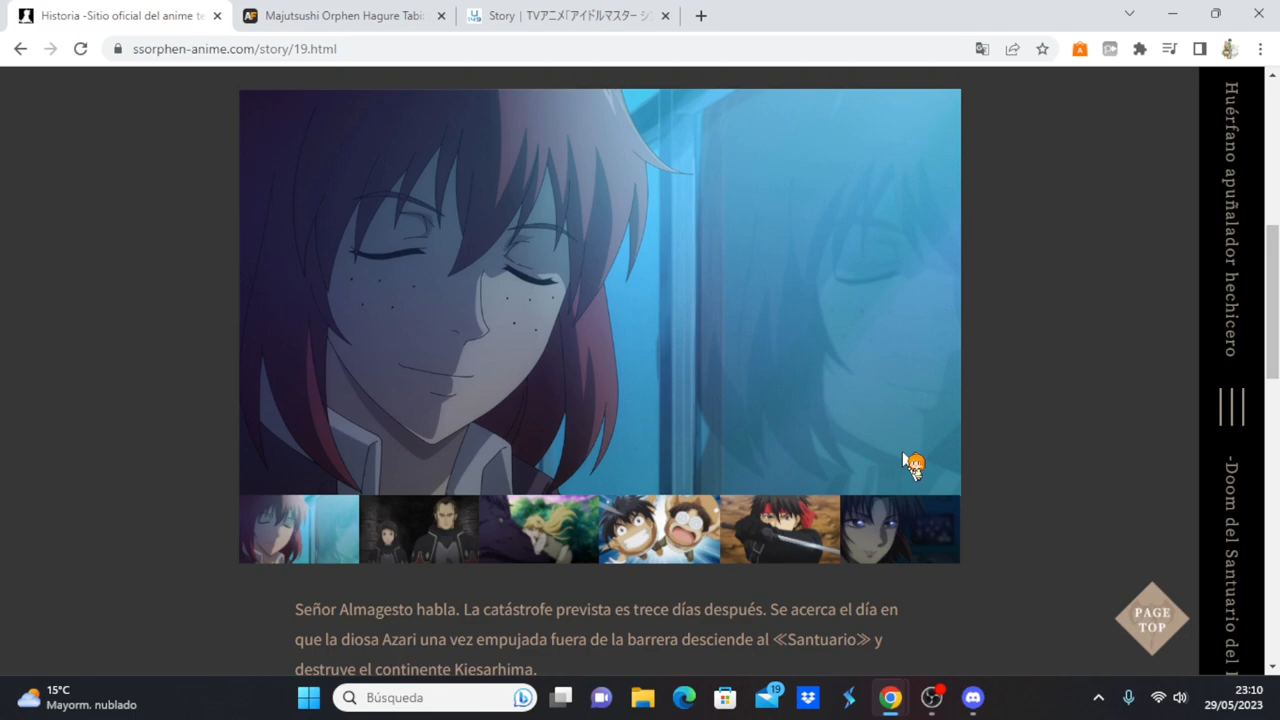 Historia -Sitio oficial del anime te
Majutsushi Orphen Hagure Tabi:
Story | TVアニメ「アイドルマスター シン
ssorphen-anime.com/story/19.html
Huérfano apuñalador hechicero
-Doom del Santuario del
PAGE
TOP
Señor Almagesto habla. La catástrofe prevista es trece días después. Se acerca el día en
que la diosa Azari una vez empujada fuera de la barrera desciende al ≪Santuario≫ y
destruye el continente Kiesarhima.
15°C
Mayorm. nublado
Búsqueda
19
23:10
29/05/2023